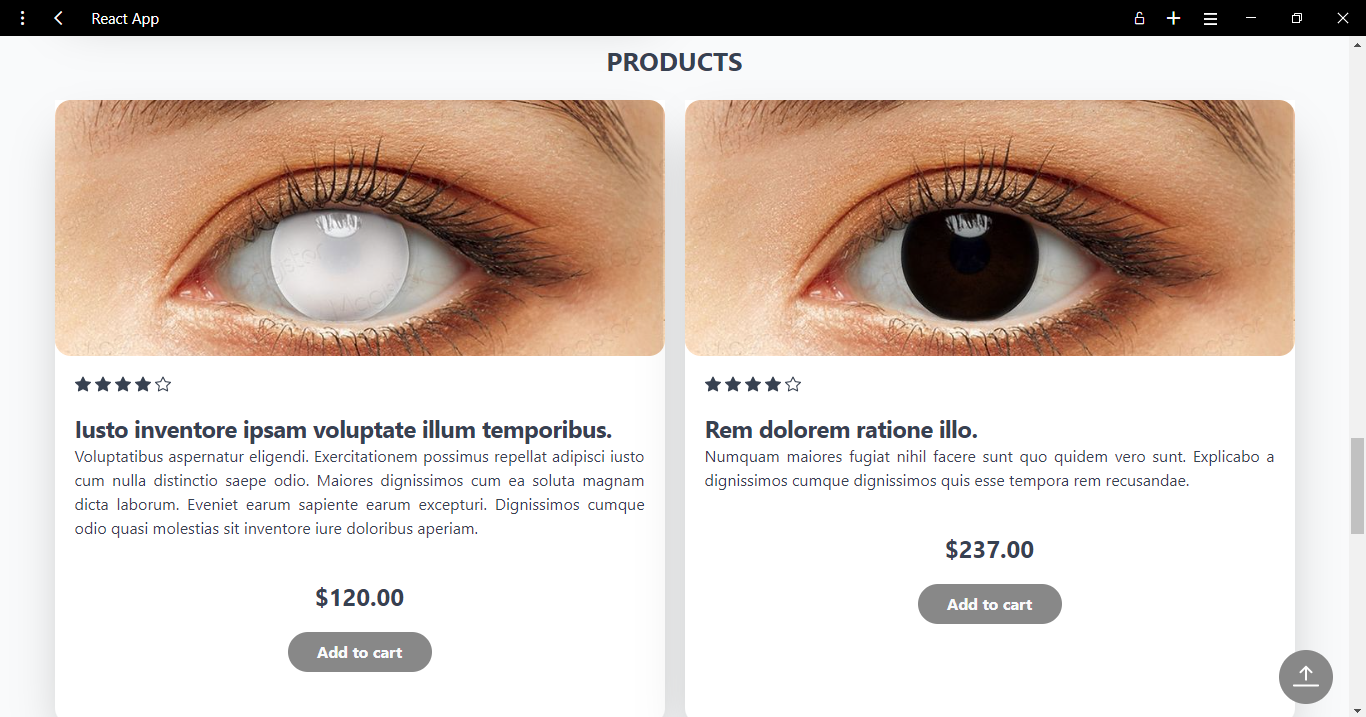 React App
PRODUCTS
Iusto inventore ipsam voluptate illum temporibus.
Voluptatibus aspernatur eligendi. Exercitationem possimus repellat adipisci iusto
cum nulla distinctio saepe odio. Maiores dignissimos cum ea soluta magnam
dicta laborum. Eveniet earum sapiente earum excepturi. Dignissimos cumque
odio quasi molestias sit inventore iure doloribus aperiam.
$120.00
Add to cart
Rem dolorem ratione illo.
Numquam maiores fugiat nihil facere sunt quo quidem vero sunt. Explicabo a
dignissimos cumque dignissimos quis esse tempora rem recusandae.
$237.00
Add to cart